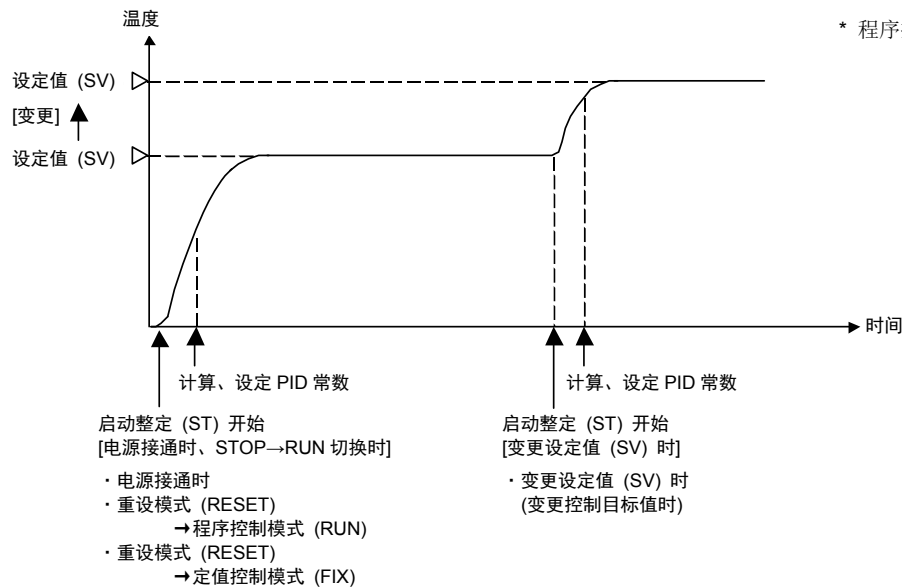 温度
* 程序
设定值 (SV)
[变更]
设定值 (SV)
时间
计算、设定 PID 常数
计算、设定 PID 常数
启动整定 (ST) 开始
[电源接通时、STOP→RUN 切换时]
・电源接通时
・重设模式 (RESET)
→程序控制模式 (RUN)
・重设模式 (RESET)
→定值控制模式 (FIX)
启动整定 (ST) 开始
[变更设定值 (SV) 时]
・变更设定值 (SV) 时
(变更控制目标值时)